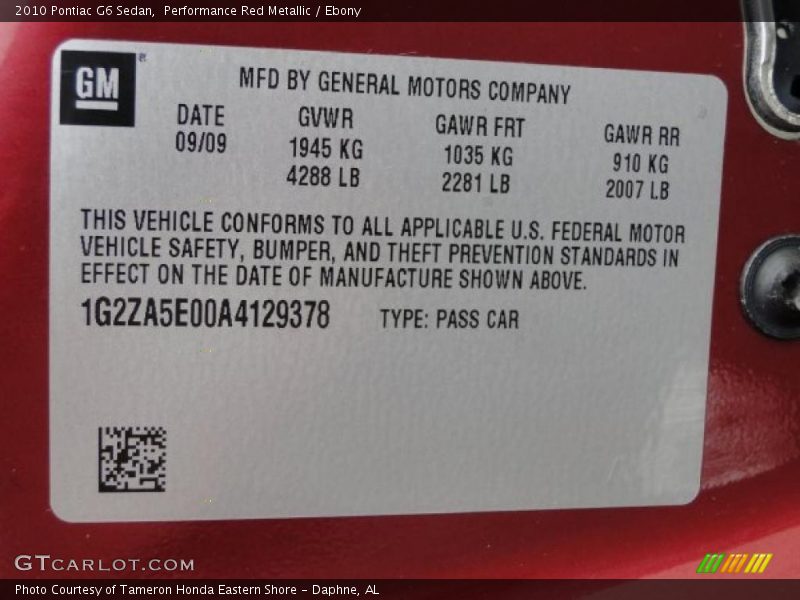 2010 Pontiac G6 Sedan,  Performance Red Metallic / Ebony
GM®
MFD BY GENERAL MOTORS COMPANY
DATE GVWR GAWR FRT GAWR RR
09/09 1945 KG 1035 KG 910 KG
4288 LB 2281 LB 2007 LB
THIS VEHICLE CONFORMS TO ALL APPLICABLE U.S. FEDERAL MOTOR
VEHICLE SAFETY, BUMPER, AND THEFT PREVENTION STANDARDS IN
EFFECT ON THE DATE OF MANUFACTURE SHOWN ABOVE.
1G2ZA5E00A4129378 TYPE: PASS CAR
GTCARLOT.COM
Photo Courtesy of Tameron Honda Eastern Shore - Daphne, AL